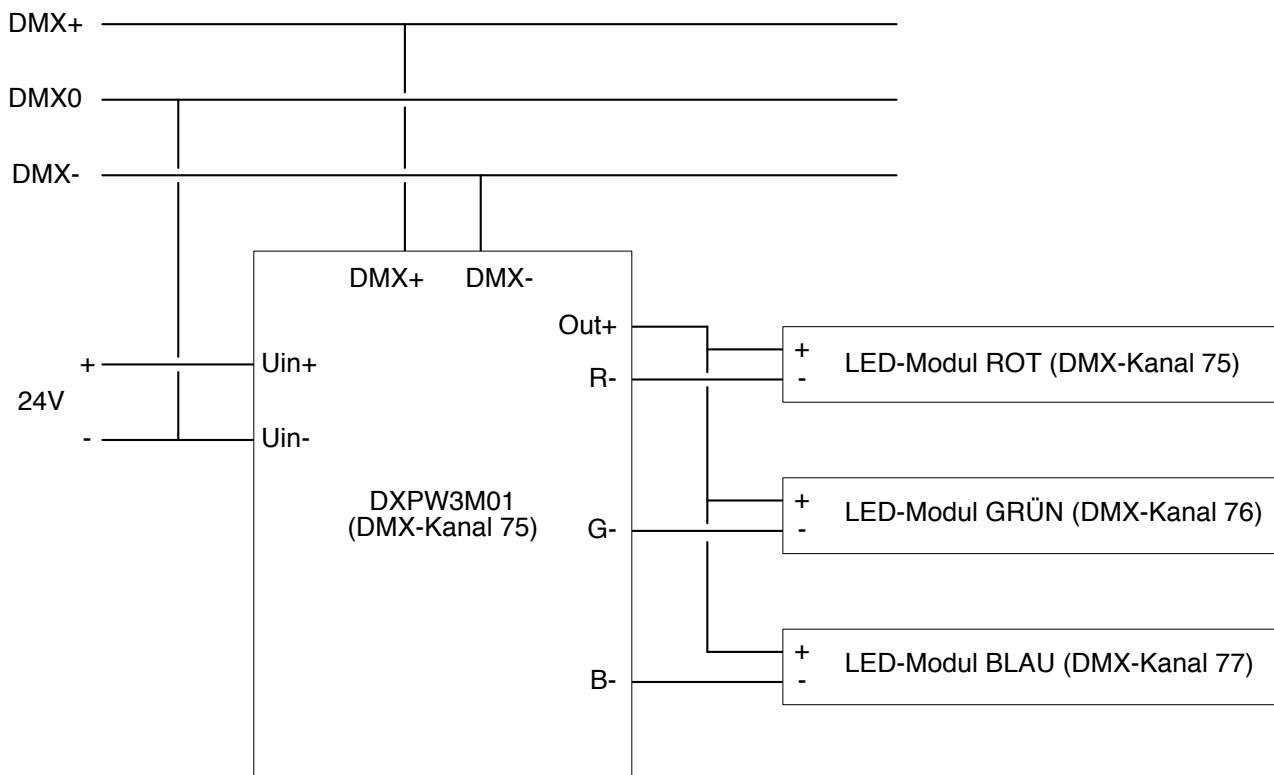 DMX+
DMX0
DMX-
DMX+ DMX-
Out+
+ Uin+
R-
+ LED-Modul ROT (DMX-Kanal 75)
-
24V
- Uin-
DXPW3M01
(DMX-Kanal 75)
G-
+ LED-Modul GRÜN (DMX-Kanal 76)
-
B-
+ LED-Modul BLAU (DMX-Kanal 77)
-